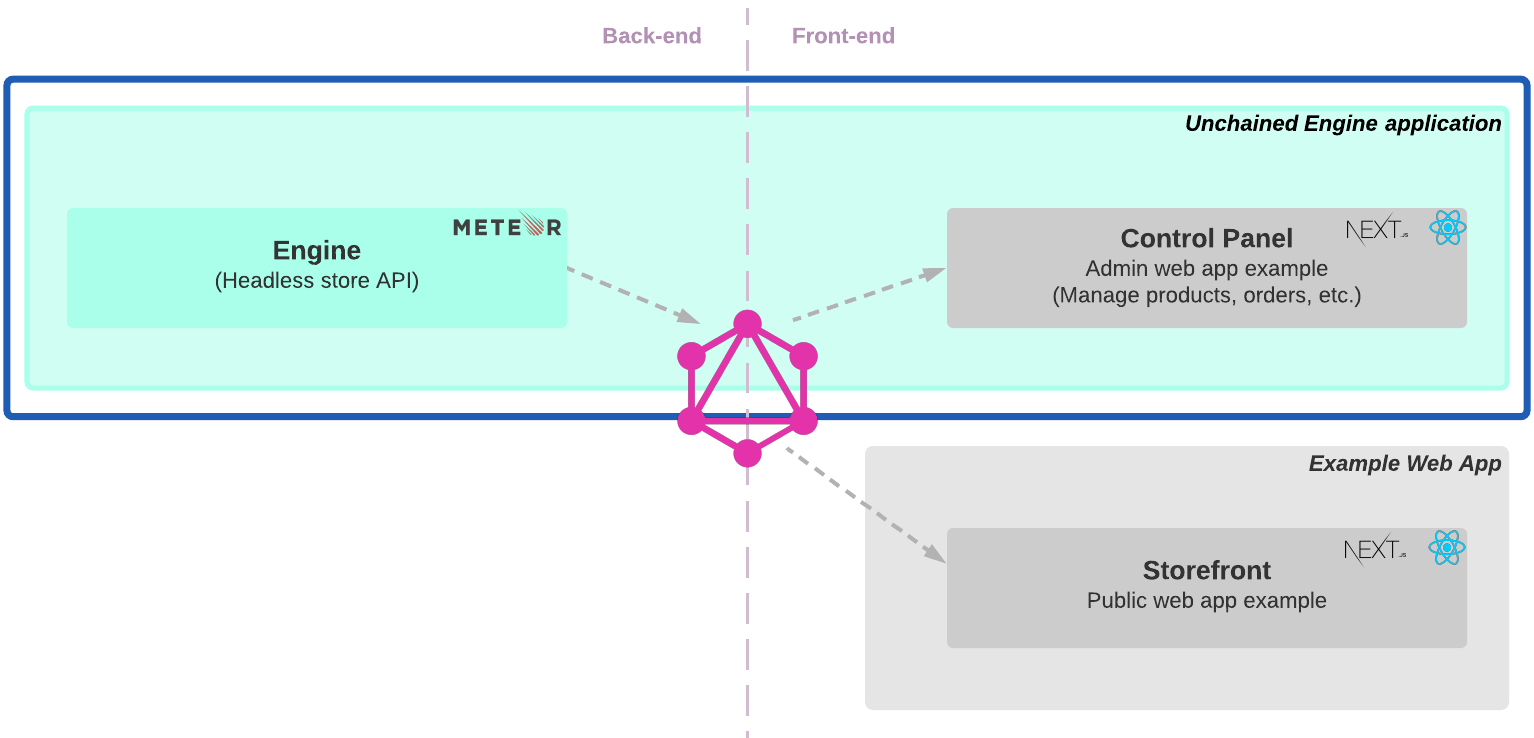 Back-end
Front-end
Unchained Engine application
METEOR
Engine
(Headless store API)
NEXT.JS
Control Panel
Admin web app example
(Manage products, orders, etc.)
Example Web App
NEXT.JS
Storefront
Public web app example